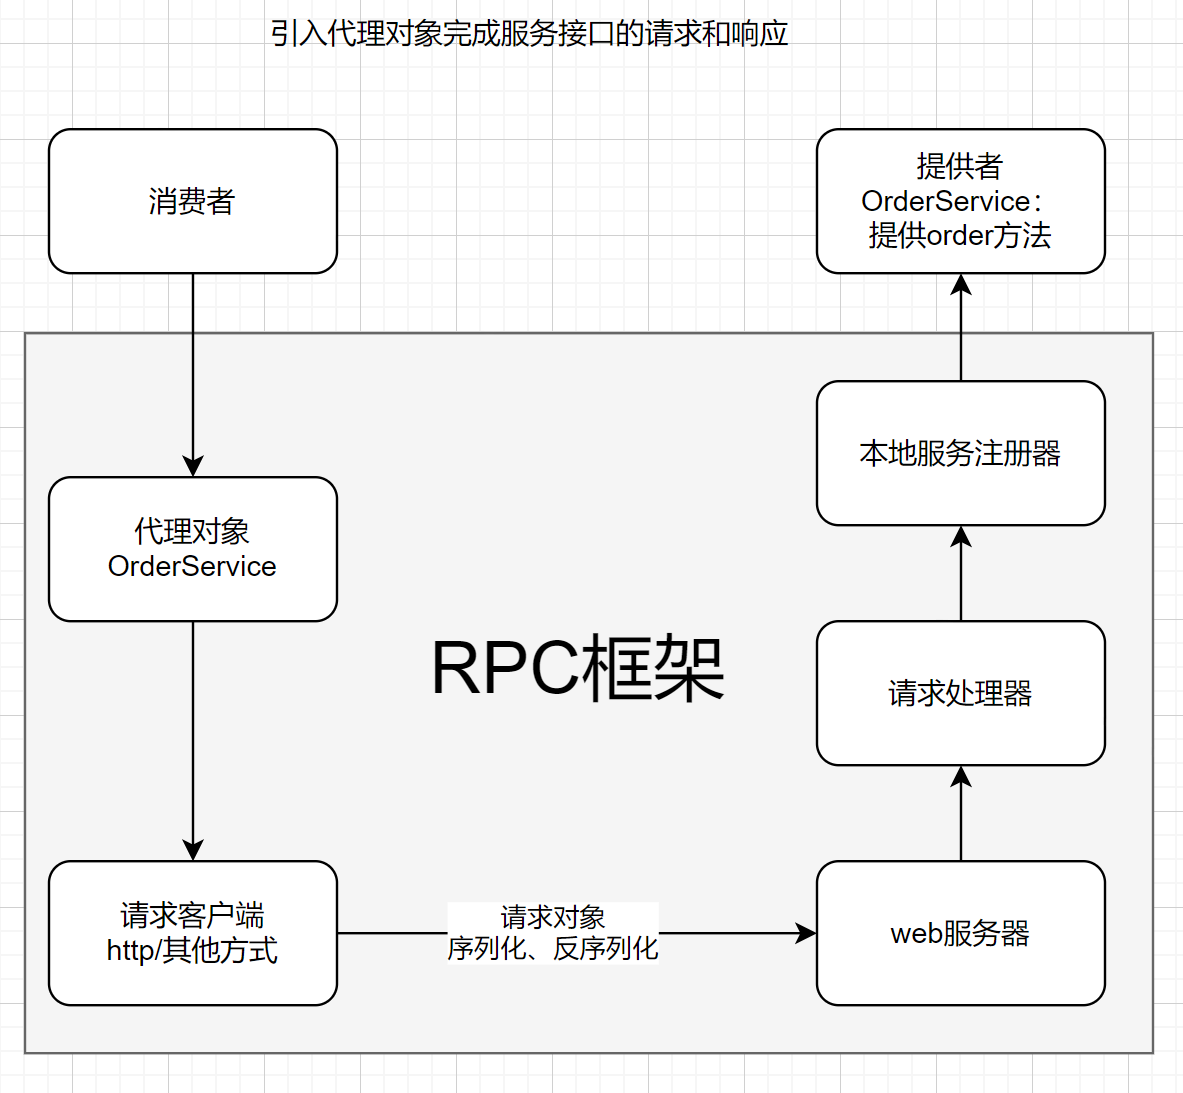 引入代理对象完成服务接口的请求和响应
消费者
提供者
OrderService：
提供order方法
代理对象
OrderService
本地服务注册器
RPC框架
请求处理器
请求客户端
http/其他方式
请求对象
序列化、反序列化
web服务器